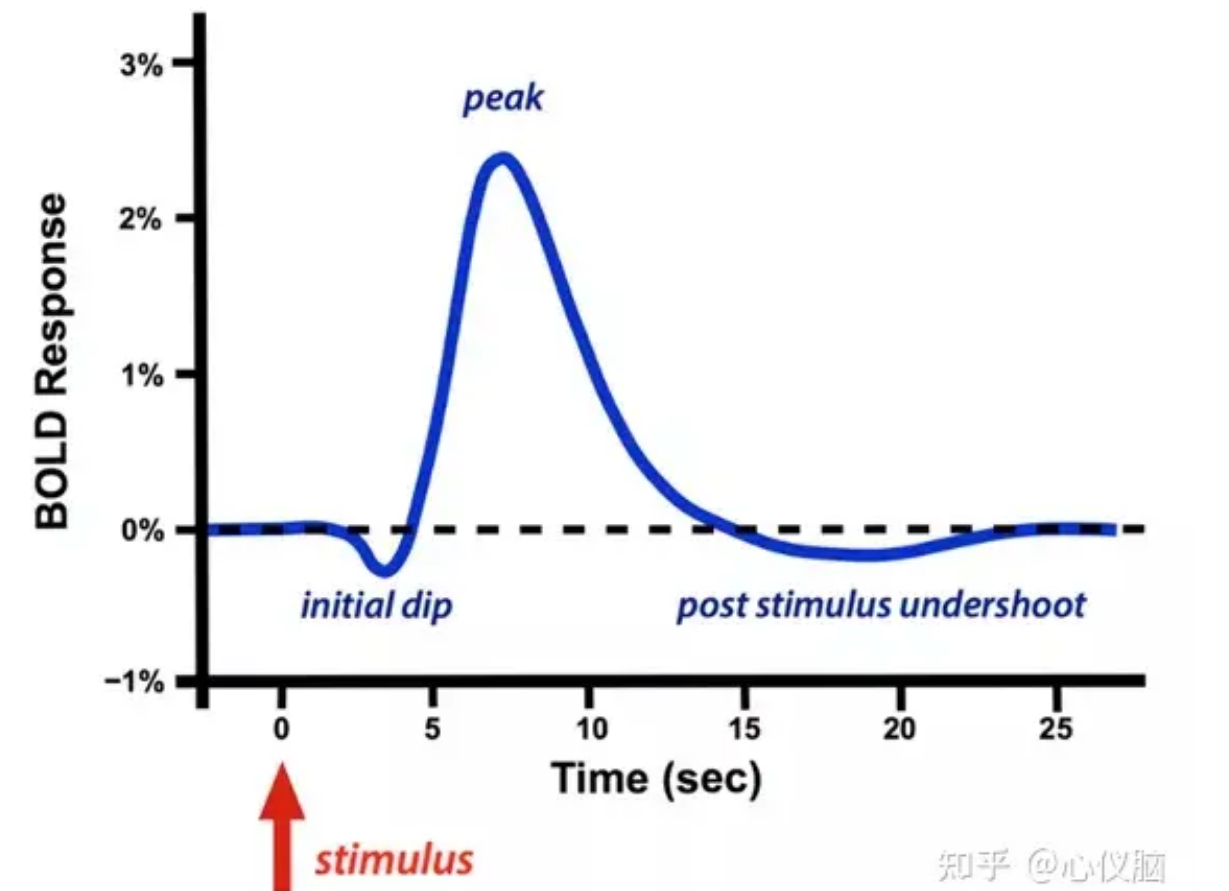 3%
peak
2%
BOLD Response
1%
0%
initial dip
post stimulus undershoot
−1%
0 5 10 15 20 25
Time (sec)
stimulus
知乎 @心仪脑